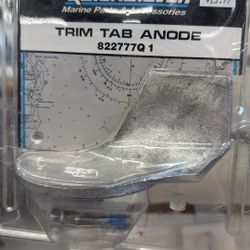 Marine Parts & Accessories
TRIM TAB ANODE
822777Q 1